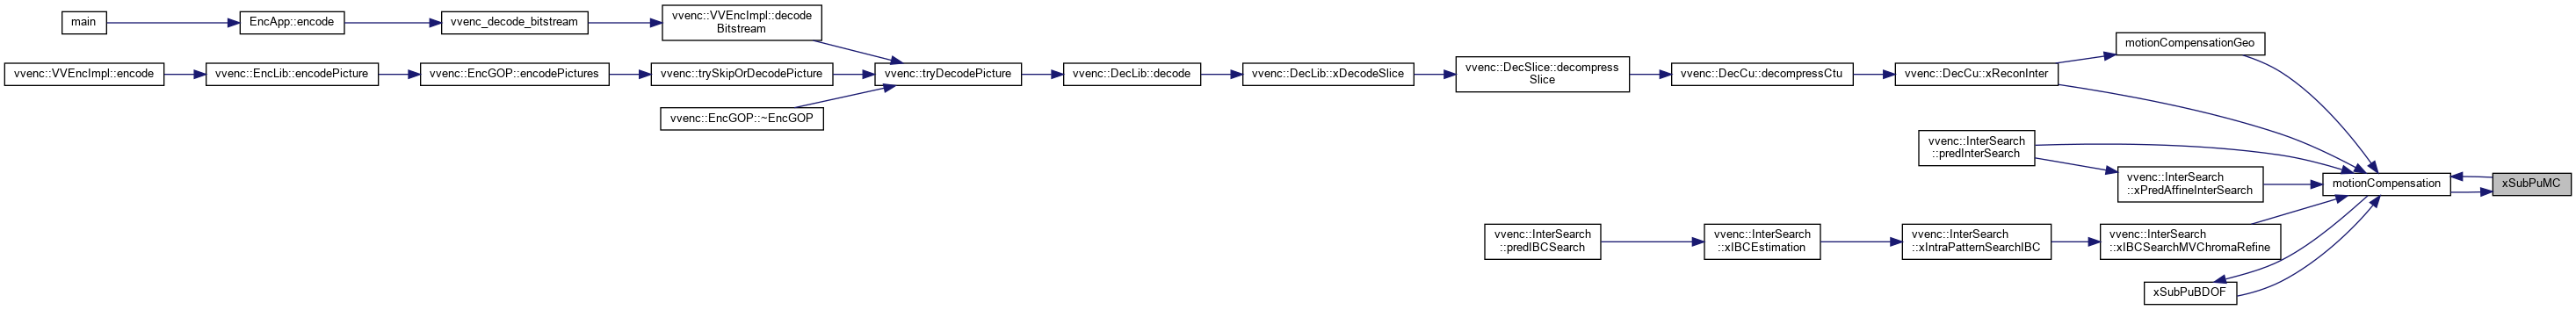 main
EncApp::encode
vvenc_decode_bitstream
vvenc::VVEncImpl::decode
Bitstream
vvenc::VVEncImpl::encode
vvenc::EncLib::encodePicture
vvenc::EncGOP::encodePictures
vvenc::trySkipOrDecodePicture
vvenc::EncGOP::~EncGOP
vvenc::tryDecodePicture
vvenc::DecLib::decode
vvenc::DecLib::xDecodeSlice
vvenc::DecSlice::decompress
Slice
vvenc::DecCu::decompressCtu
vvenc::DecCu::xReconInter
motionCompensationGeo
vvenc::InterSearch
::predInterSearch
vvenc::InterSearch
::xPredAffineInterSearch
motionCompensation
xSubPuMC
vvenc::InterSearch
::predIBCSearch
vvenc::InterSearch
::xIBCEstimation
vvenc::InterSearch
::xIntraPatternSearchIBC
vvenc::InterSearch
::xIBCSearchMVChromaRefine
xSubPuBDOF